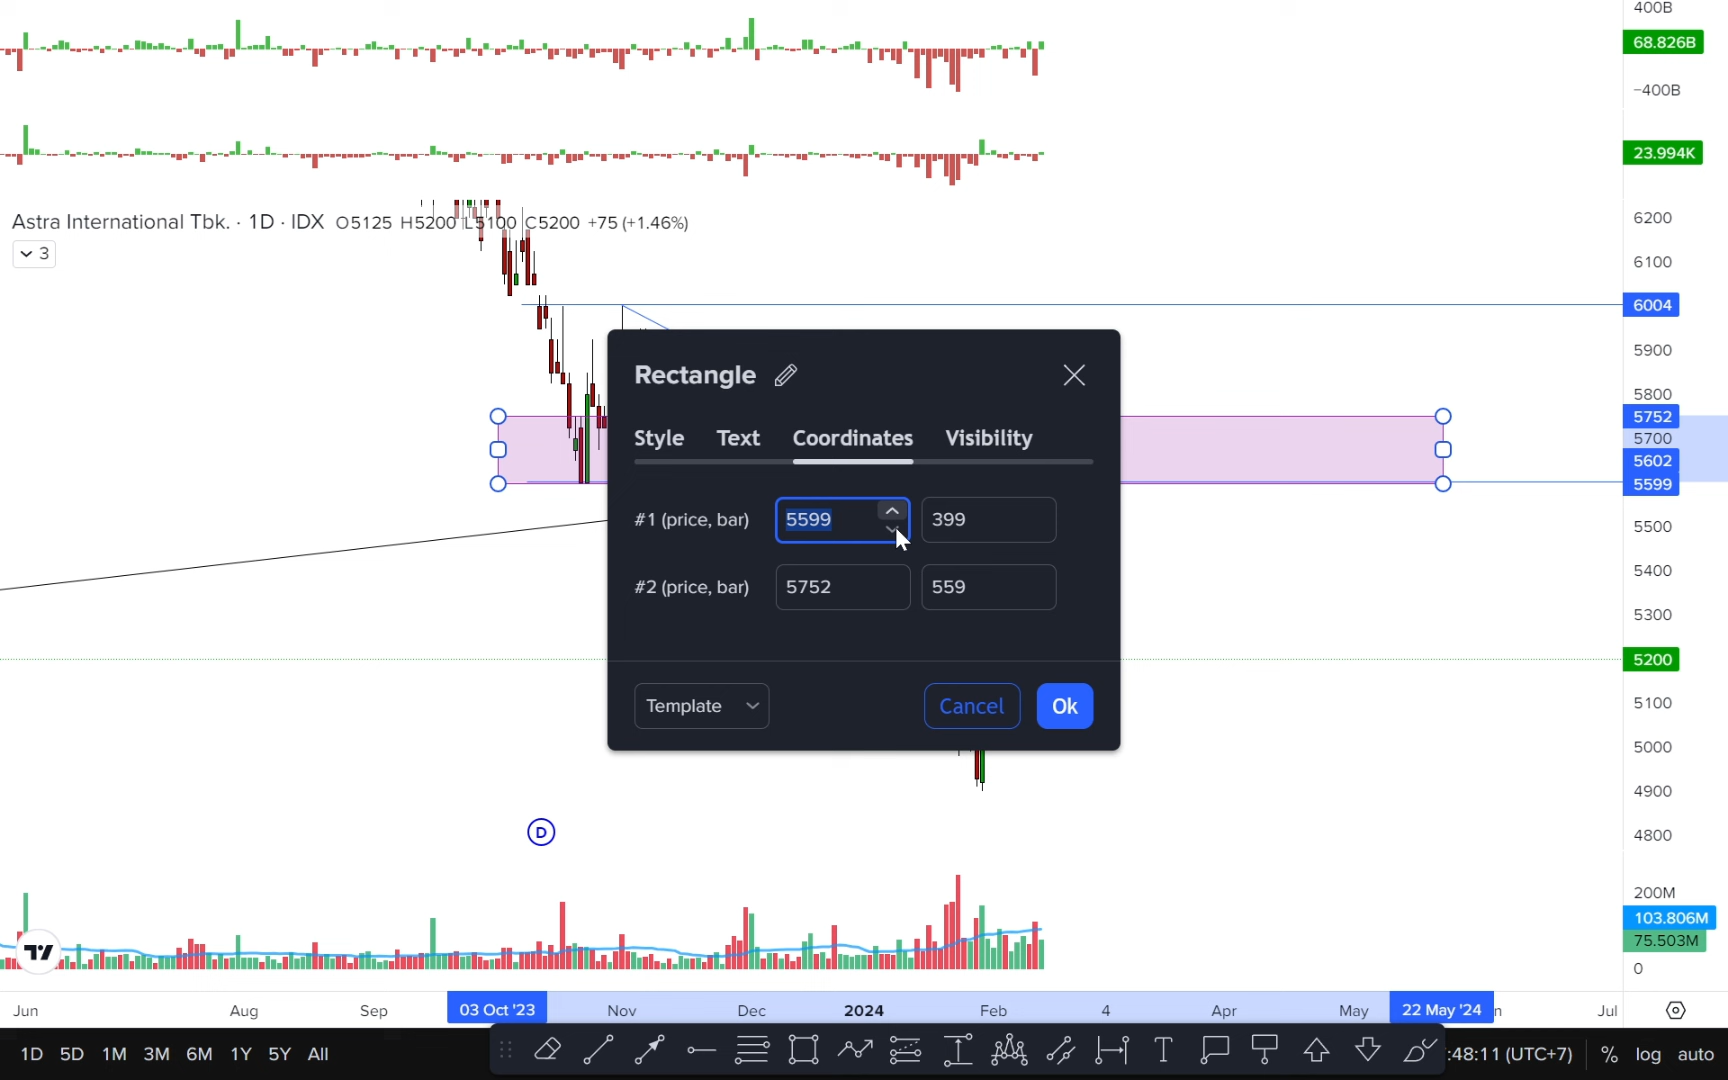 400B
68.826B
−400B
23.994K
Astra International Tbk. · 1D · IDX O5125 H5200 L5100 C5200 +75 (+1.46%)
3
6200
6100
6004
5900
5800
5752
5700
5602
5599
5500
5400
5300
5200
5100
5000
4900
4800
Rectangle
Style Text Coordinates Visibility
#1 (price, bar) 5599 399
#2 (price, bar) 5752 559
Template Cancel Ok
D
200M
103.806M
75.503M
0
Jun Aug Sep 03 Oct '23 Nov Dec 2024 Feb 4 Apr May 22 May '24 n Jul
1D 5D 1M 3M 6M 1Y 5Y All T :48:11 (UTC+7) % log auto